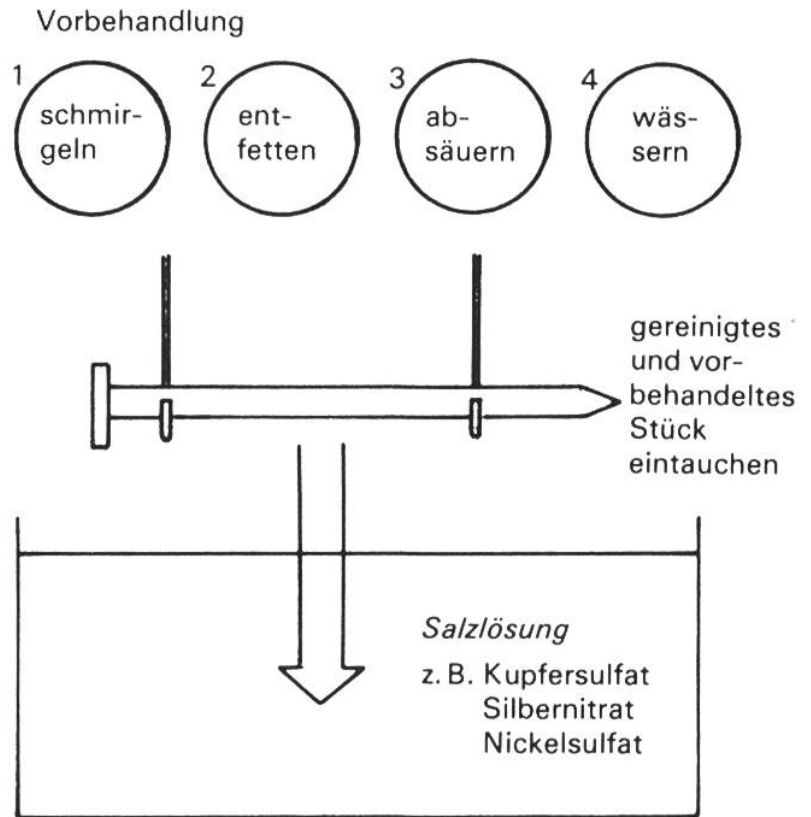 Vorbehandlung
1
schmir-
geln
2
ent-
fetten
3
ab-
säuern
4
wäs-
sern
gereinigtes
und vor-
behandeltes
Stück
eintauchen
Salzlösung
z. B. Kupfersulfat
Silbernitrat
Nickelsulfat